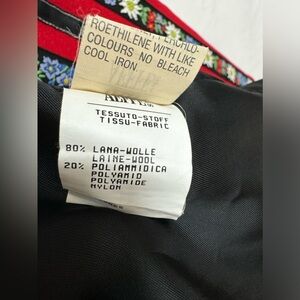 ROETHILENE WITH LIKE
COLOURS NO BLEACH
COOL IRON
TESSUTO-STOFF
TISSU-FABRIC
80% LANA-WOLLE
LAINE-WOOL
20% POLIAMMIDICA
POLYAMID
POLYAMIDE
NYLON